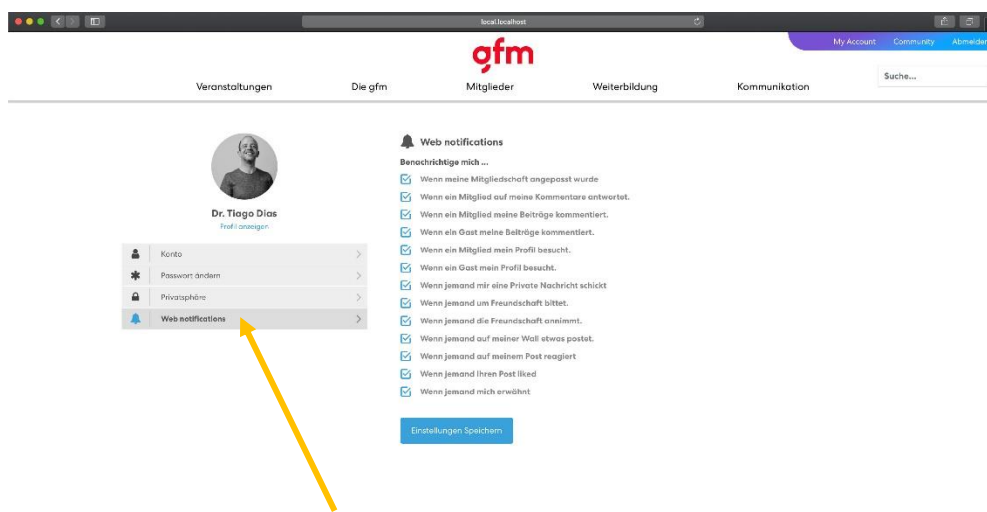 local.localhost
My Account Community Abmelden
gfm
Suche...
Veranstaltungen Die gfm Mitglieder Weiterbildung Kommunikation
Dr. Tiago Dias
Profil anzeigen
Konto
Passwort ändern
Privatsphäre
Web notifications
Web notifications
Benachrichtige mich ...
Wenn meine Mitgliedschaft angepasst wurde
Wenn ein Mitglied auf meine Kommentare antwortet.
Wenn ein Mitglied meine Beiträge kommentiert.
Wenn ein Gast meine Beiträge kommentiert.
Wenn ein Mitglied mein Profil besucht.
Wenn ein Gast mein Profil besucht.
Wenn jemand mir eine Private Nachricht schickt
Wenn jemand um Freundschaft bittet.
Wenn jemand die Freundschaft annimmt.
Wenn jemand auf meiner Wall etwas postet.
Wenn jemand auf meinem Post reagiert
Wenn jemand Ihren Post liked
Wenn jemand mich erwähnt
Einstellungen Speichern